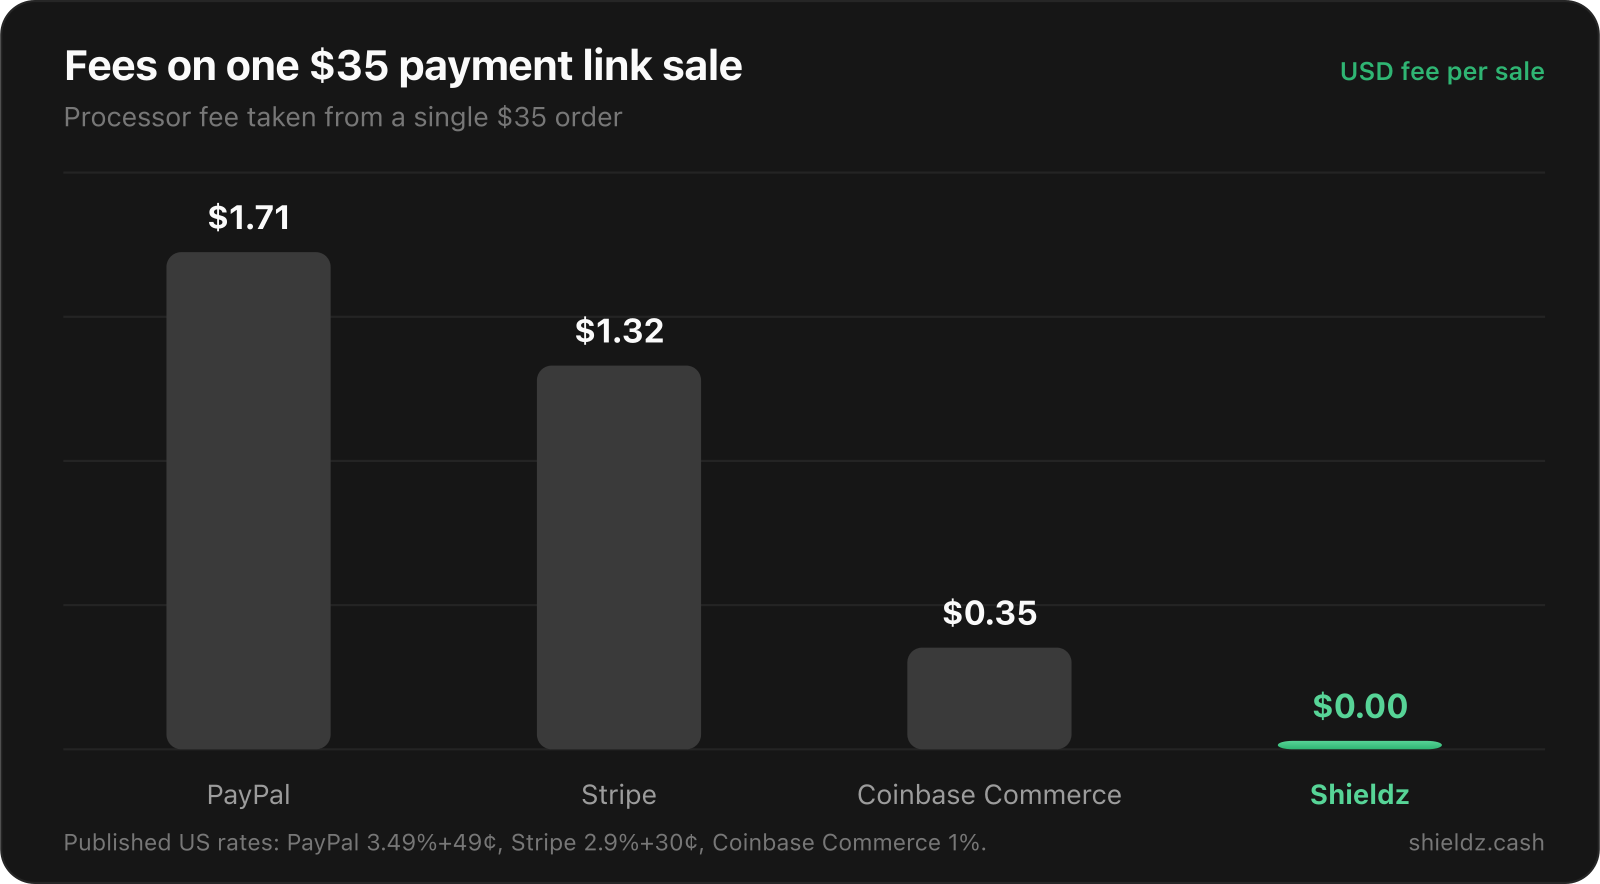 Fees on one $35 payment link sale
USD fee per sale
Processor fee taken from a single $35 order
$1.71
$1.32
$0.35
$0.00
PayPal
Stripe
Coinbase Commerce
Shieldz
Published US rates: PayPal 3.49%+49¢, Stripe 2.9%+30¢, Coinbase Commerce 1%.
shieldz.cash